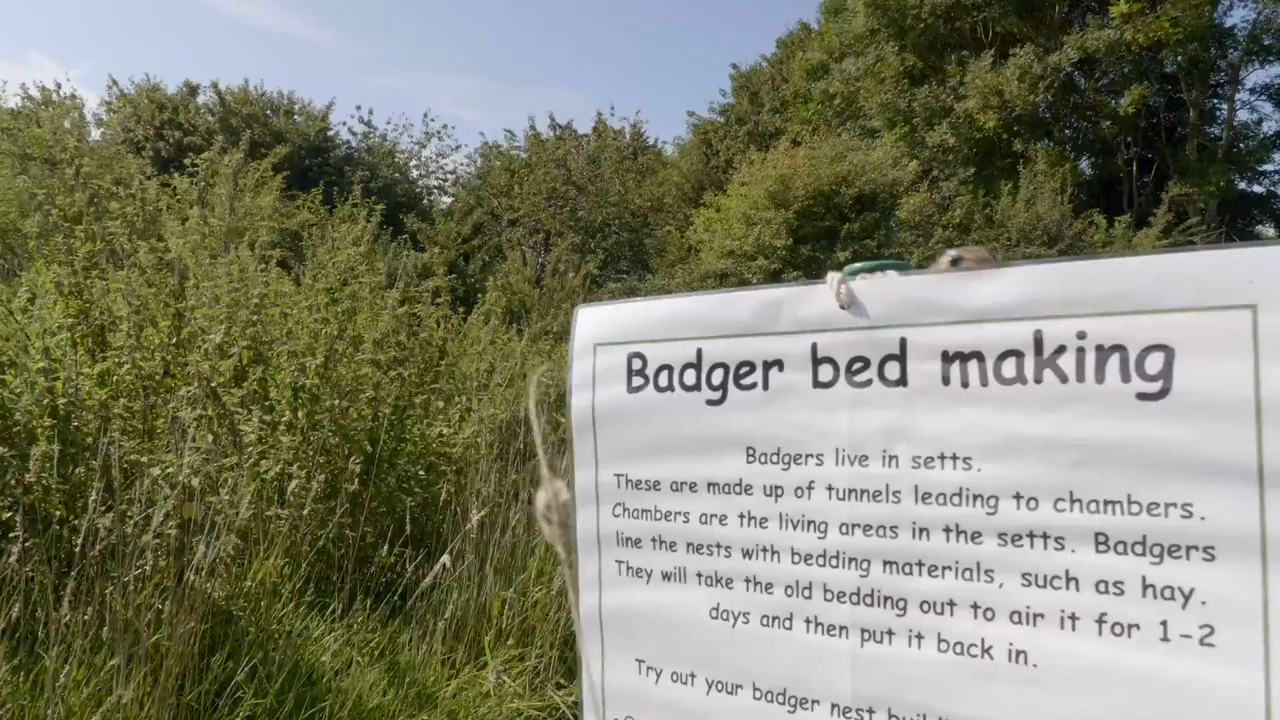 Badger bed making
Badgers live in setts.
These are made up of tunnels leading to chambers.
Chambers are the living areas in the setts. Badgers
line the nests with bedding materials, such as hay.
They will take the old bedding out to air it for 1-2
days and then put it back in.
Try out your badger nest